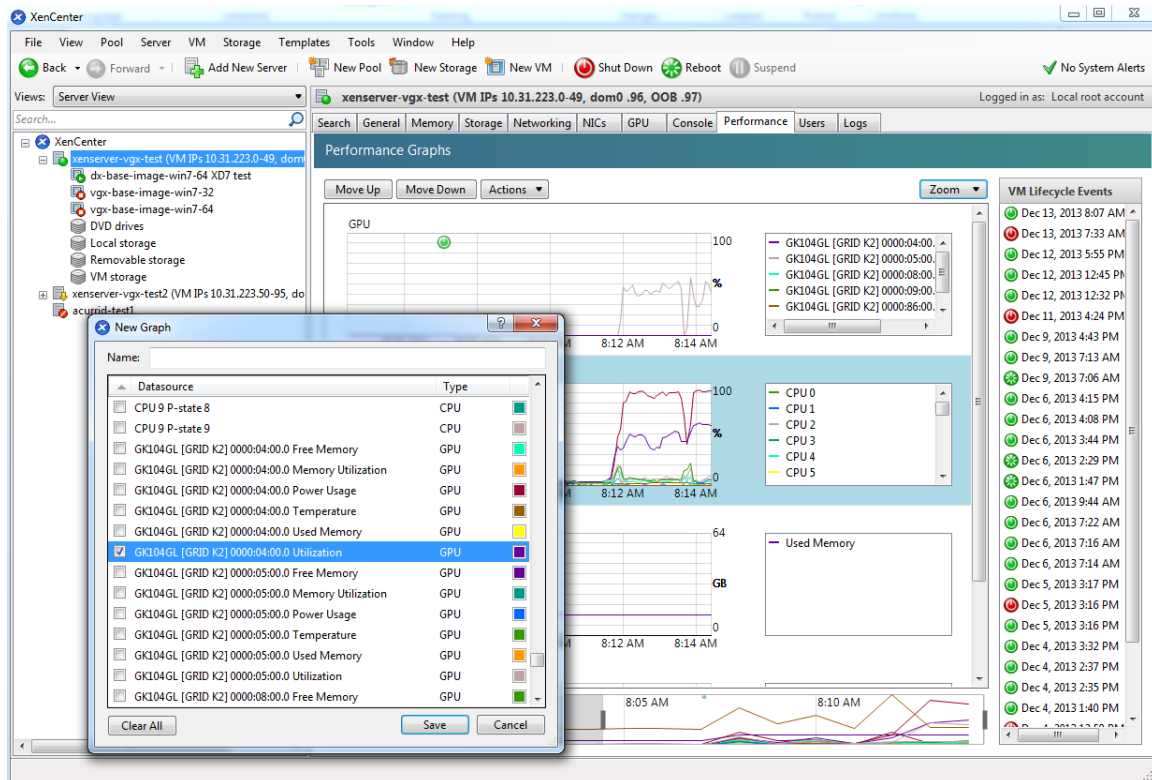 XenCenter
File View Pool Server VM Storage Templates Tools Window Help
Back Forward Add New Server New Pool New Storage New VM Shut Down Reboot Suspend No System Alerts
Views: Server View
xenserver-vgx-test (VM IPs 10.31.223.0-49, dom0 .96, OOB .97) Logged in as: Local root account
Search...
Search General Memory Storage Networking NICs GPU Console Performance Users Logs
XenCenter
xenserver-vgx-test (VM IPs 10.31.223.0-49, dom
dx-base-image-win7-64 XD7 test
vgx-base-image-win7-32
vgx-base-image-win7-64
DVD drives
Local storage
Removable storage
VM storage
xenserver-vgx-test2 (VM IPs 10.31.223.50-95, do
acurrid-test1
Performance Graphs
Move Up Move Down Actions Zoom
GPU
100
%
0
8:12 AM 8:14 AM
GK104GL [GRID K2] 0000:04:00.
GK104GL [GRID K2] 0000:05:00.
GK104GL [GRID K2] 0000:08:00.
GK104GL [GRID K2] 0000:09:00.
GK104GL [GRID K2] 0000:86:00.
100
%
0
M 8:12 AM 8:14 AM
CPU 0
CPU 1
CPU 2
CPU 3
CPU 4
CPU 5
64
GB
0
M 8:12 AM 8:14 AM
Used Memory
8:05 AM 8:10 AM
VM Lifecycle Events
Dec 13, 2013 8:07 AM
Dec 13, 2013 7:33 AM
Dec 12, 2013 5:55 PM
Dec 12, 2013 12:45 PM
Dec 12, 2013 12:32 PM
Dec 11, 2013 4:24 PM
Dec 9, 2013 4:43 PM
Dec 9, 2013 7:13 AM
Dec 9, 2013 7:06 AM
Dec 6, 2013 4:15 PM
Dec 6, 2013 4:08 PM
Dec 6, 2013 3:44 PM
Dec 6, 2013 2:29 PM
Dec 6, 2013 1:47 PM
Dec 6, 2013 9:44 AM
Dec 6, 2013 7:22 AM
Dec 6, 2013 7:16 AM
Dec 6, 2013 7:14 AM
Dec 5, 2013 3:17 PM
Dec 5, 2013 3:16 PM
Dec 5, 2013 3:16 PM
Dec 4, 2013 3:32 PM
Dec 4, 2013 2:37 PM
Dec 4, 2013 2:35 PM
Dec 4, 2013 1:40 PM
New Graph
Name:
Datasource Type
CPU 9 P-state 8 CPU
CPU 9 P-state 9 CPU
GK104GL [GRID K2] 0000:04:00.0 Free Memory GPU
GK104GL [GRID K2] 0000:04:00.0 Memory Utilization GPU
GK104GL [GRID K2] 0000:04:00.0 Power Usage GPU
GK104GL [GRID K2] 0000:04:00.0 Temperature GPU
GK104GL [GRID K2] 0000:04:00.0 Used Memory GPU
GK104GL [GRID K2] 0000:04:00.0 Utilization GPU
GK104GL [GRID K2] 0000:05:00.0 Free Memory GPU
GK104GL [GRID K2] 0000:05:00.0 Memory Utilization GPU
GK104GL [GRID K2] 0000:05:00.0 Power Usage GPU
GK104GL [GRID K2] 0000:05:00.0 Temperature GPU
GK104GL [GRID K2] 0000:05:00.0 Used Memory GPU
GK104GL [GRID K2] 0000:05:00.0 Utilization GPU
GK104GL [GRID K2] 0000:08:00.0 Free Memory GPU
Clear All Save Cancel